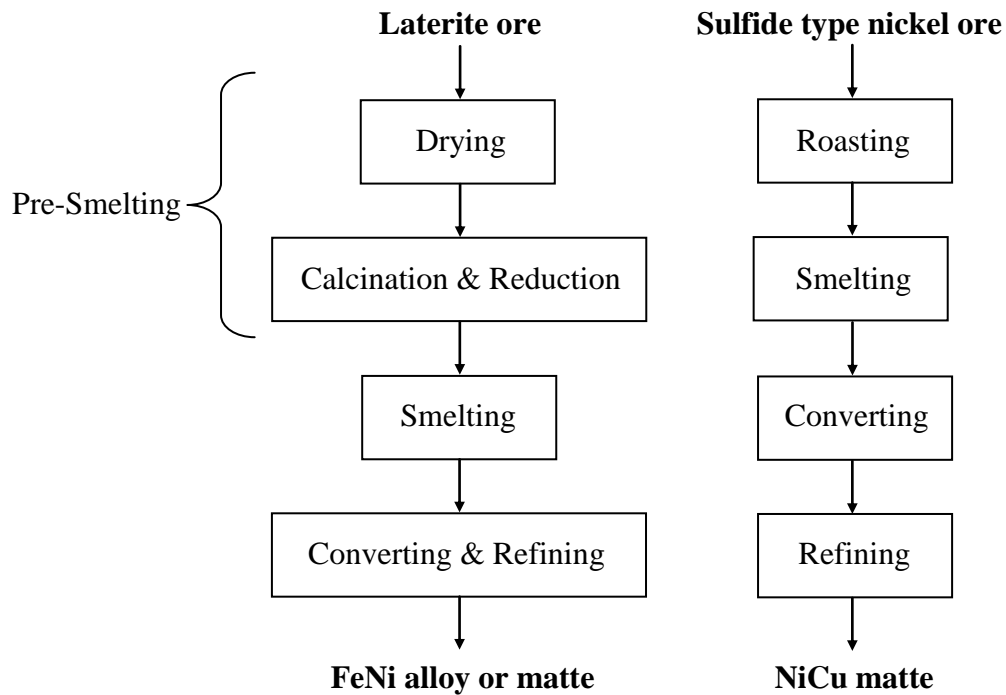 Laterite ore
Sulfide type nickel ore
Pre-Smelting
Drying
Calcination & Reduction
Smelting
Converting & Refining
FeNi alloy or matte
Roasting
Smelting
Converting
Refining
NiCu matte